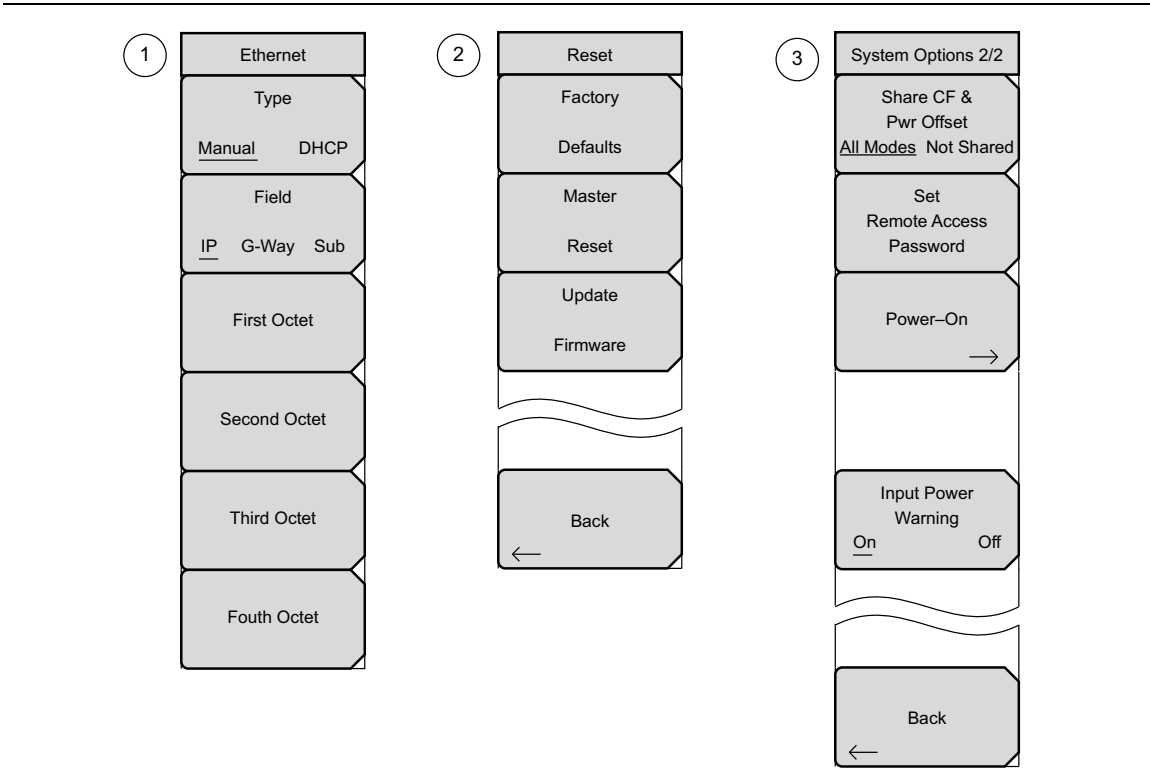 1
Ethernet
Type
Manual DHCP
Field
IP G-Way Sub
First Octet
Second Octet
Third Octet
Fouth Octet
2
Reset
Factory
Defaults
Master
Reset
Update
Firmware
Back
3
System Options 2/2
Share CF &
Pwr Offset
All Modes Not Shared
Set
Remote Access
Password
Power–On
Input Power
Warning
On Off
Back